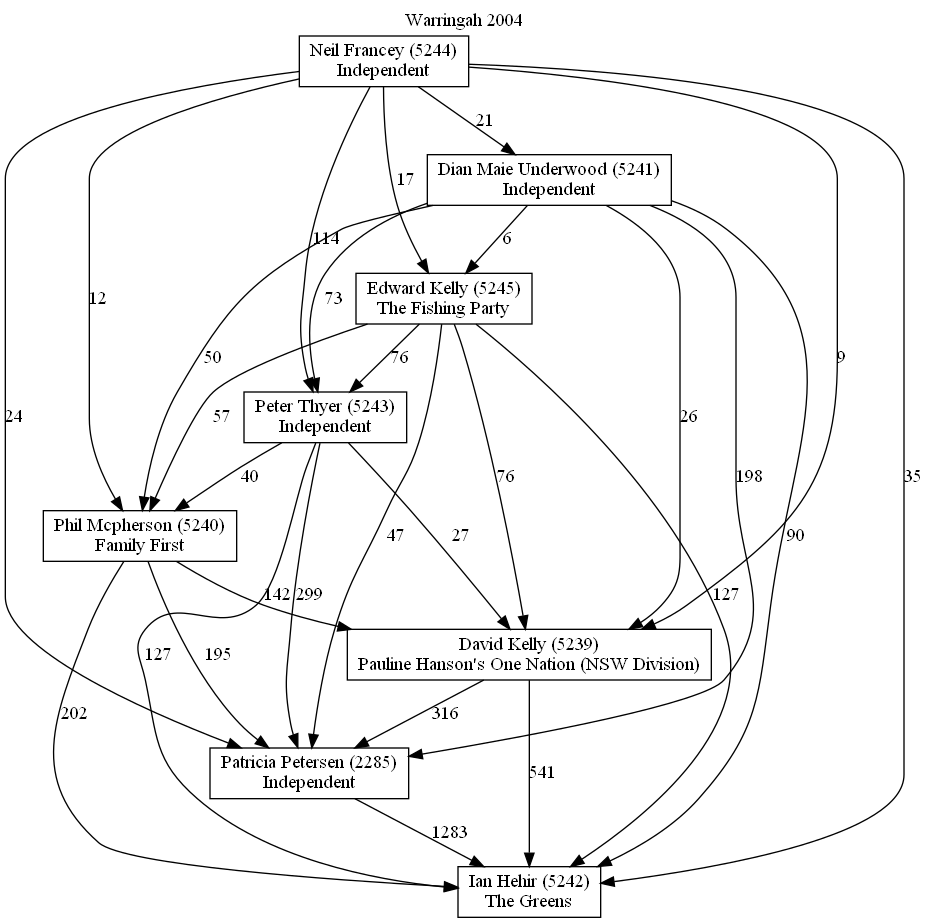 Warringah 2004
Neil Francey (5244)
Independent
21
Dian Maie Underwood (5241)
Independent
17
114
6
Edward Kelly (5245)
The Fishing Party
12
73
50
76
9
Peter Thyer (5243)
Independent
24
57
26
40
47
76
198
35
Phil Mcpherson (5240)
Family First
27
90
142
299
127
David Kelly (5239)
Pauline Hanson's One Nation (NSW Division)
127
195
202
316
Patricia Petersen (2285)
Independent
541
1283
Ian Hehir (5242)
The Greens